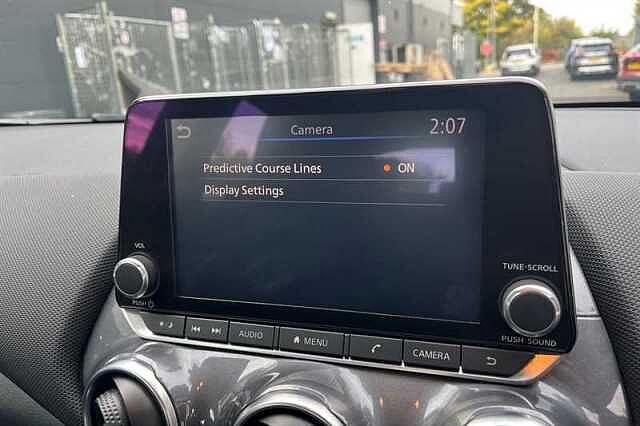 Camera 2:07
Predictive Course Lines ON
Display Settings
VOL
PUSH
TUNE·SCROLL
PUSH SOUND
AUDIO MENU CAMERA